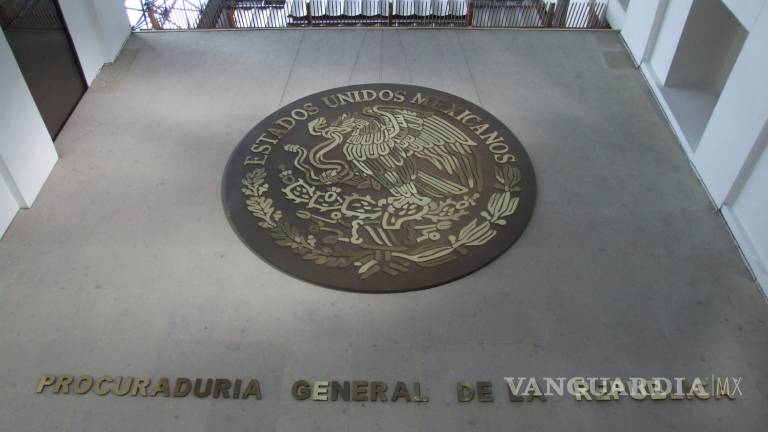 ESTADOS UNIDOS MEXICANOS
PROCURADURIA GENERAL DE LA REPUBLICA
VANGUARDIA|MX